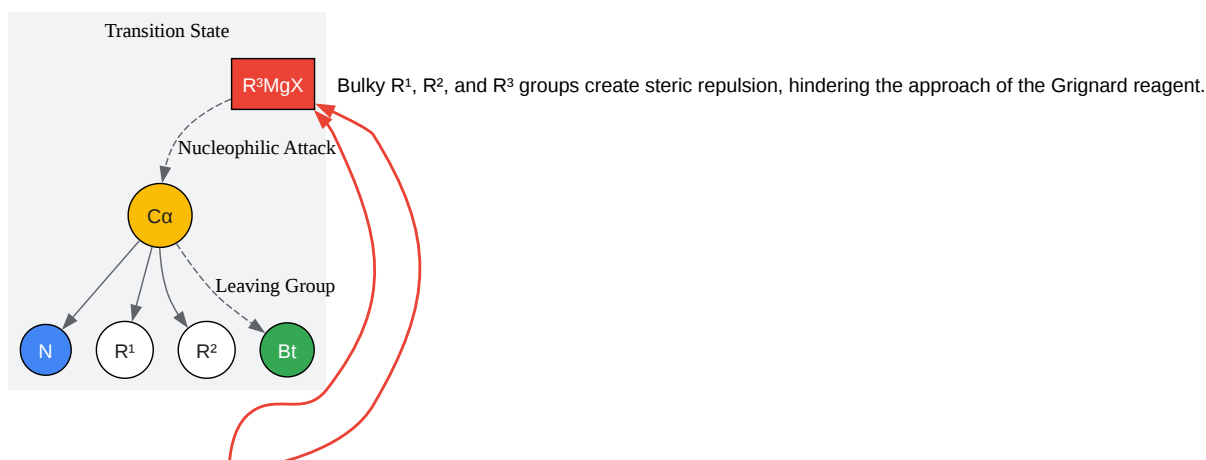 Transition State
R³MgX
Bulky R¹, R², and R³ groups create steric repulsion, hindering the approach of the Grignard reagent.
Nucleophilic Attack
Cα
Leaving Group
N
R¹
R²
Bt